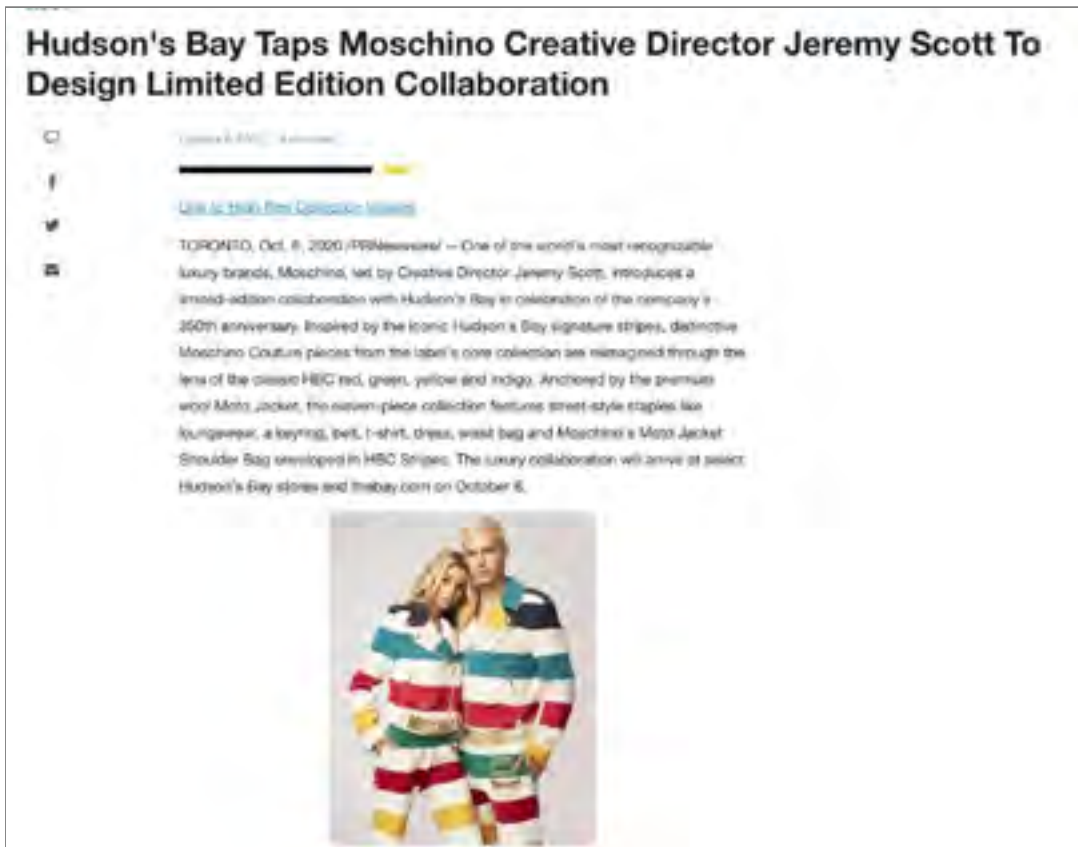 Hudson's Bay Taps Moschino Creative Director Jeremy Scott To
Design Limited Edition Collaboration
TORONTO, Oct. 6, 2020 /PRNewswire/ — One of the world's most recognizable
luxury brands, Moschino, led by Creative Director Jeremy Scott, introduces a
limited-edition collaboration with Hudson's Bay in celebration of the company's
350th anniversary. Inspired by the iconic Hudson's Bay signature stripes, distinctive
Moschino Couture pieces from the label's core collection are reimagined through the
lens of the classic HBC red, green, yellow and indigo. Anchored by the premium
wool Moto Jacket, the eleven-piece collection features street-style staples like
loungewear, a keyring, belt, t-shirt, dress, waist bag and Moschino's Moto Jacket
Shoulder Bag enveloped in HBC Stripes. The luxury collaboration will arrive at select
Hudson's Bay stores and thebay.com on October 6.